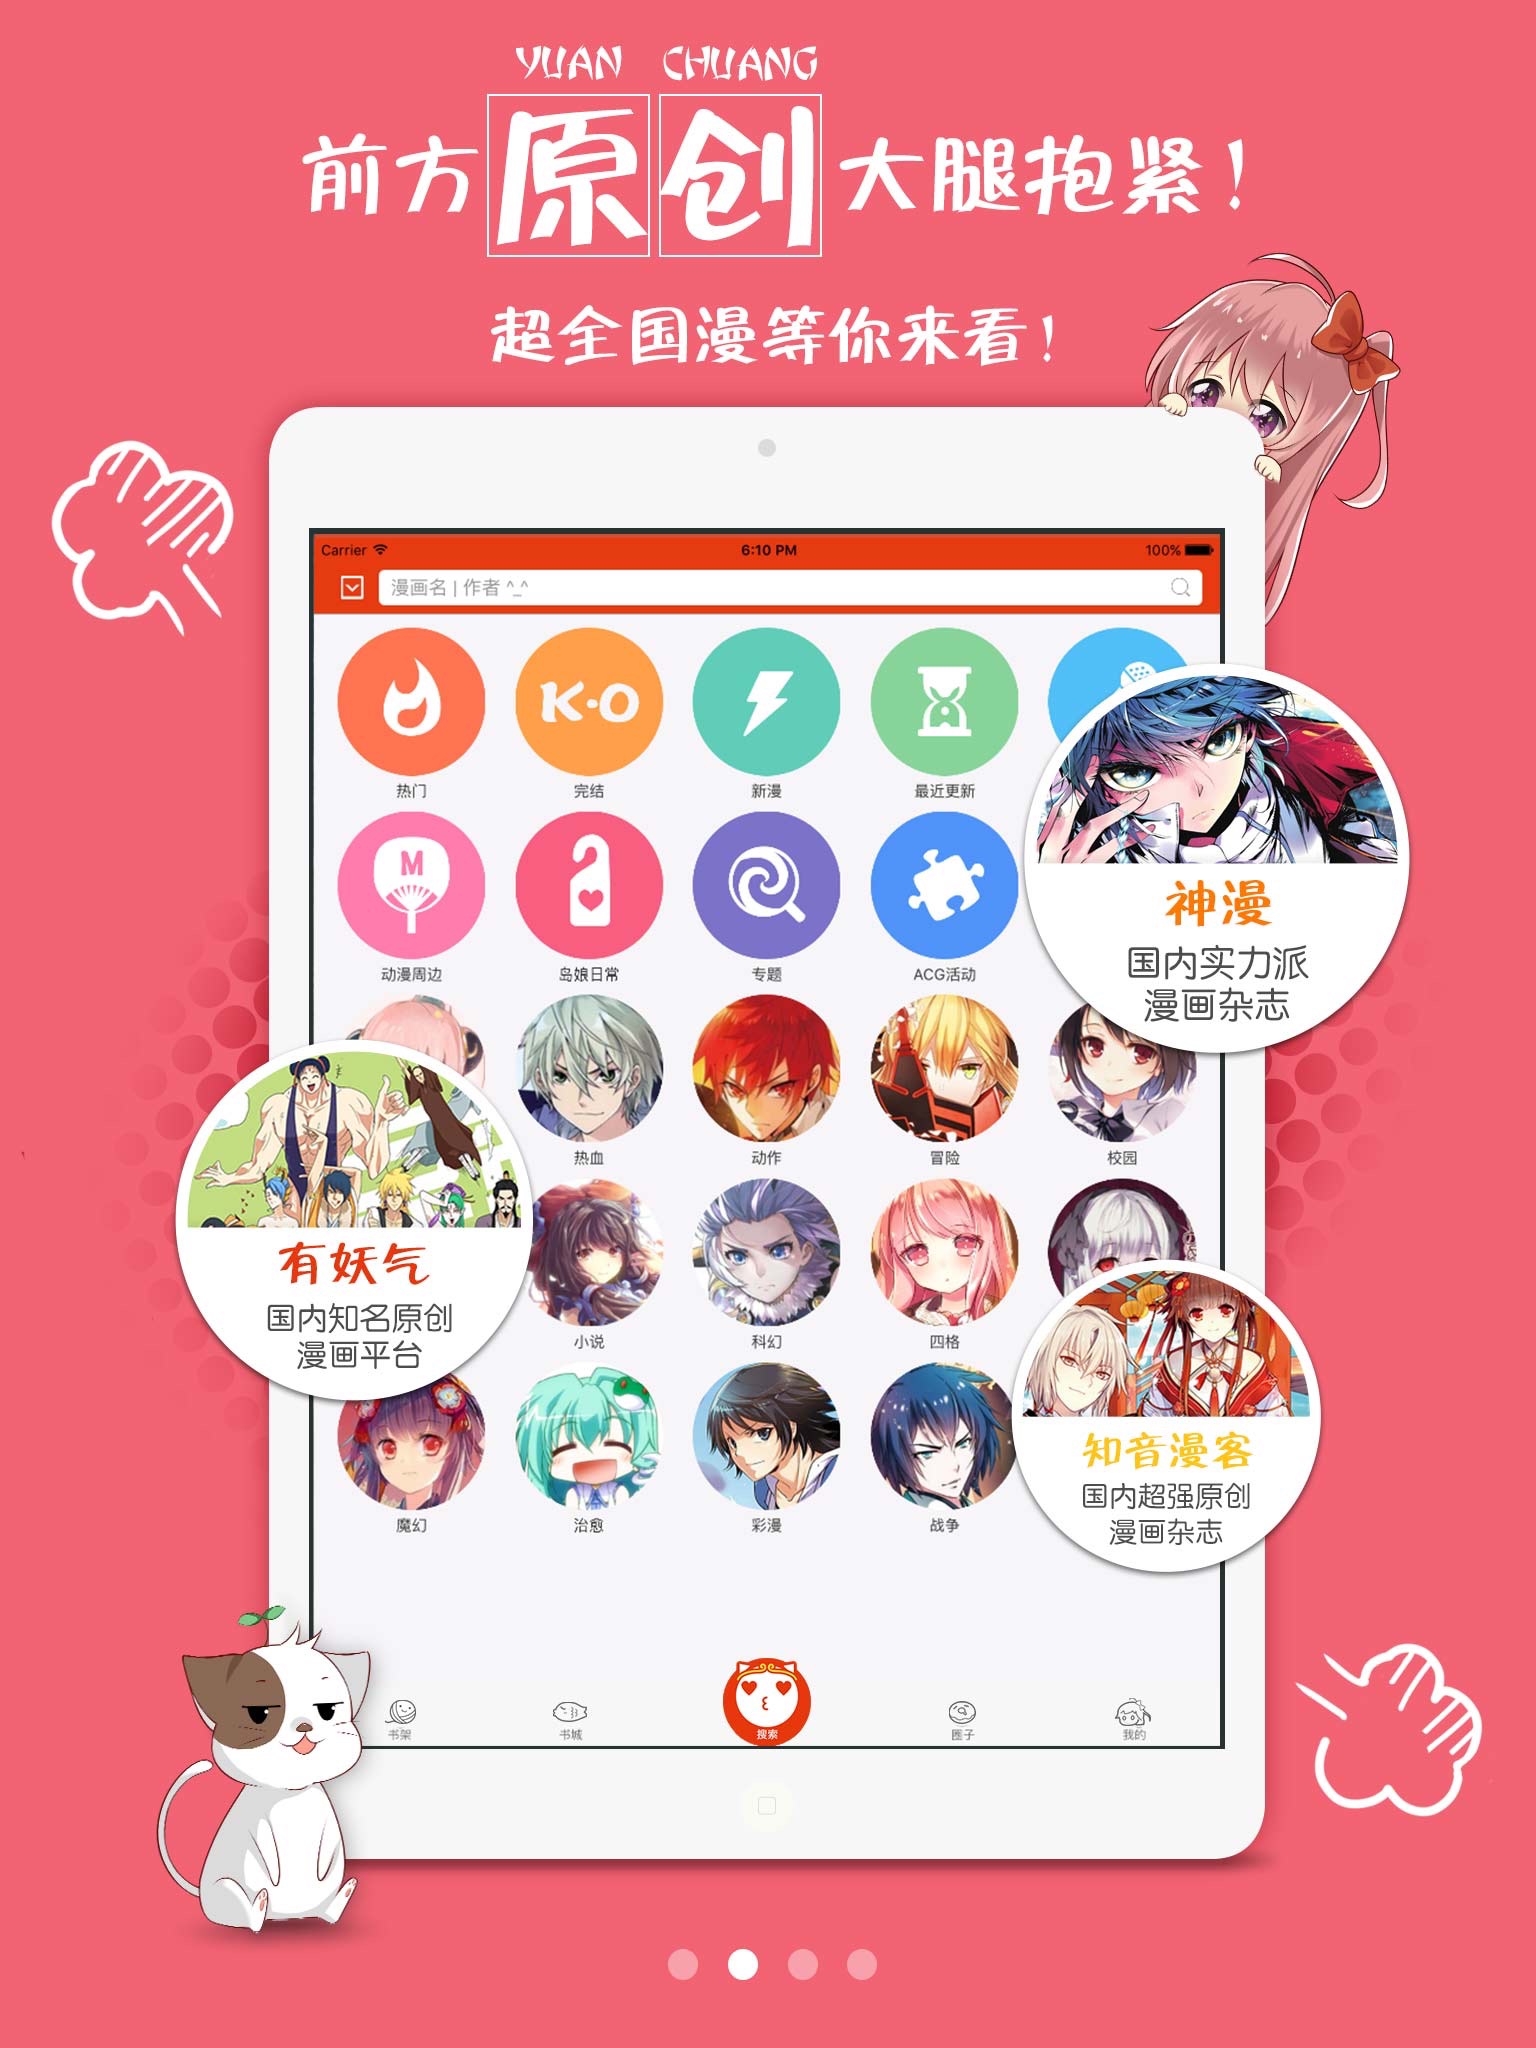 YUAN CHUANG
前方原创大腿抱紧！
超全国漫等你来看！
Carrier 6:10 PM 100%
漫画名 | 作者 ^_^
K·O
热门 完结 新漫 最近更新
M
动漫周边 岛娘日常 专题 ACG活动
神漫
国内实力派
漫画杂志
热血 动作 冒险 校园
有妖气
国内知名原创
漫画平台
小说 科幻 四格
知音漫客
国内超强原创
漫画杂志
魔幻 治愈 彩漫 战争
书架 书城 搜索 圈子 我的